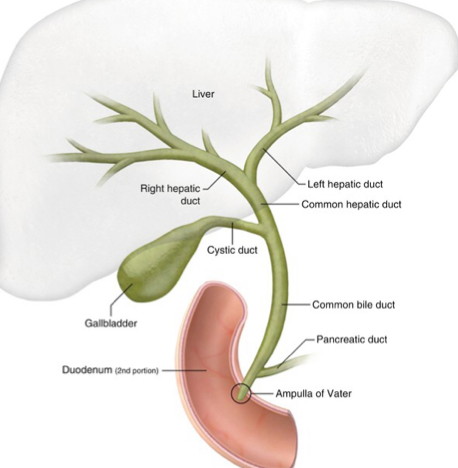 Liver
Right hepatic
duct
Left hepatic duct
Common hepatic duct
Cystic duct
Gallbladder
Common bile duct
Pancreatic duct
Duodenum (2nd portion)
Ampulla of Vater